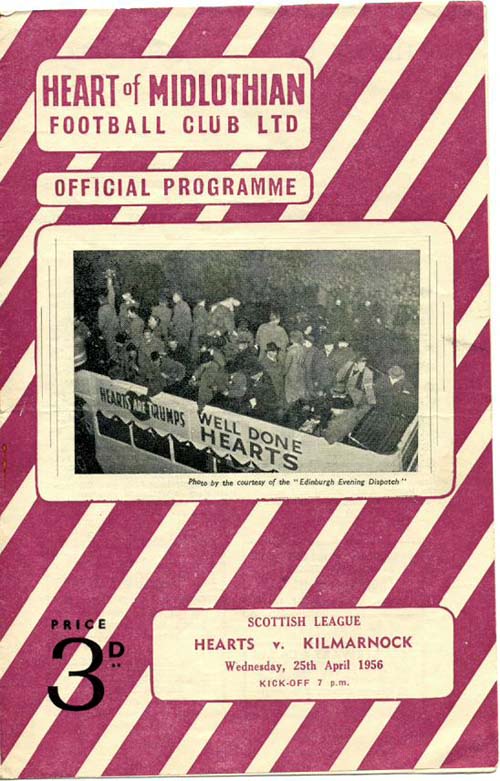 HEART of MIDLOTHIAN
FOOTBALL CLUB LTD
OFFICIAL PROGRAMME
HEARTS ARE TRUMPS
WELL DONE
HEARTS
Photo by the courtesy of the "Edinburgh Evening Dispatch"
PRICE
3D
SCOTTISH LEAGUE
HEARTS v. KILMARNOCK
Wednesday, 25th April 1956
KICK-OFF 7 p.m.